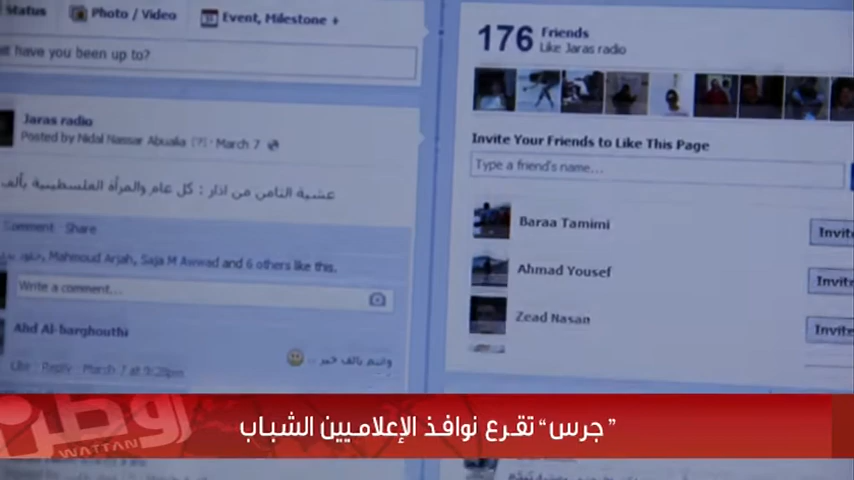 Status Photo / Video Event, Milestone +
have you been up to?
Jaras radio
Posted by Nidal Nassar Abualia · March 7
عشية الثامن من اذار : كل عام والمرأة الفلسطينية بألف
Comment · Share
Mahmoud Arjah, Saja M Awwad and 6 others like this.
Write a comment...
Ahd Al-barghouthi
وانتم بالف خير ..
Like · Reply · March 7 at 9:20pm
176 Friends
Like Jaras radio
Invite Your Friends to Like This Page
Type a friend's name...
Baraa Tamimi Invite
Ahmad Yousef Invite
Zead Nasan Invite
”جرس“ تقرع نوافذ الإعلاميين الشباب
وطن
WATTAN